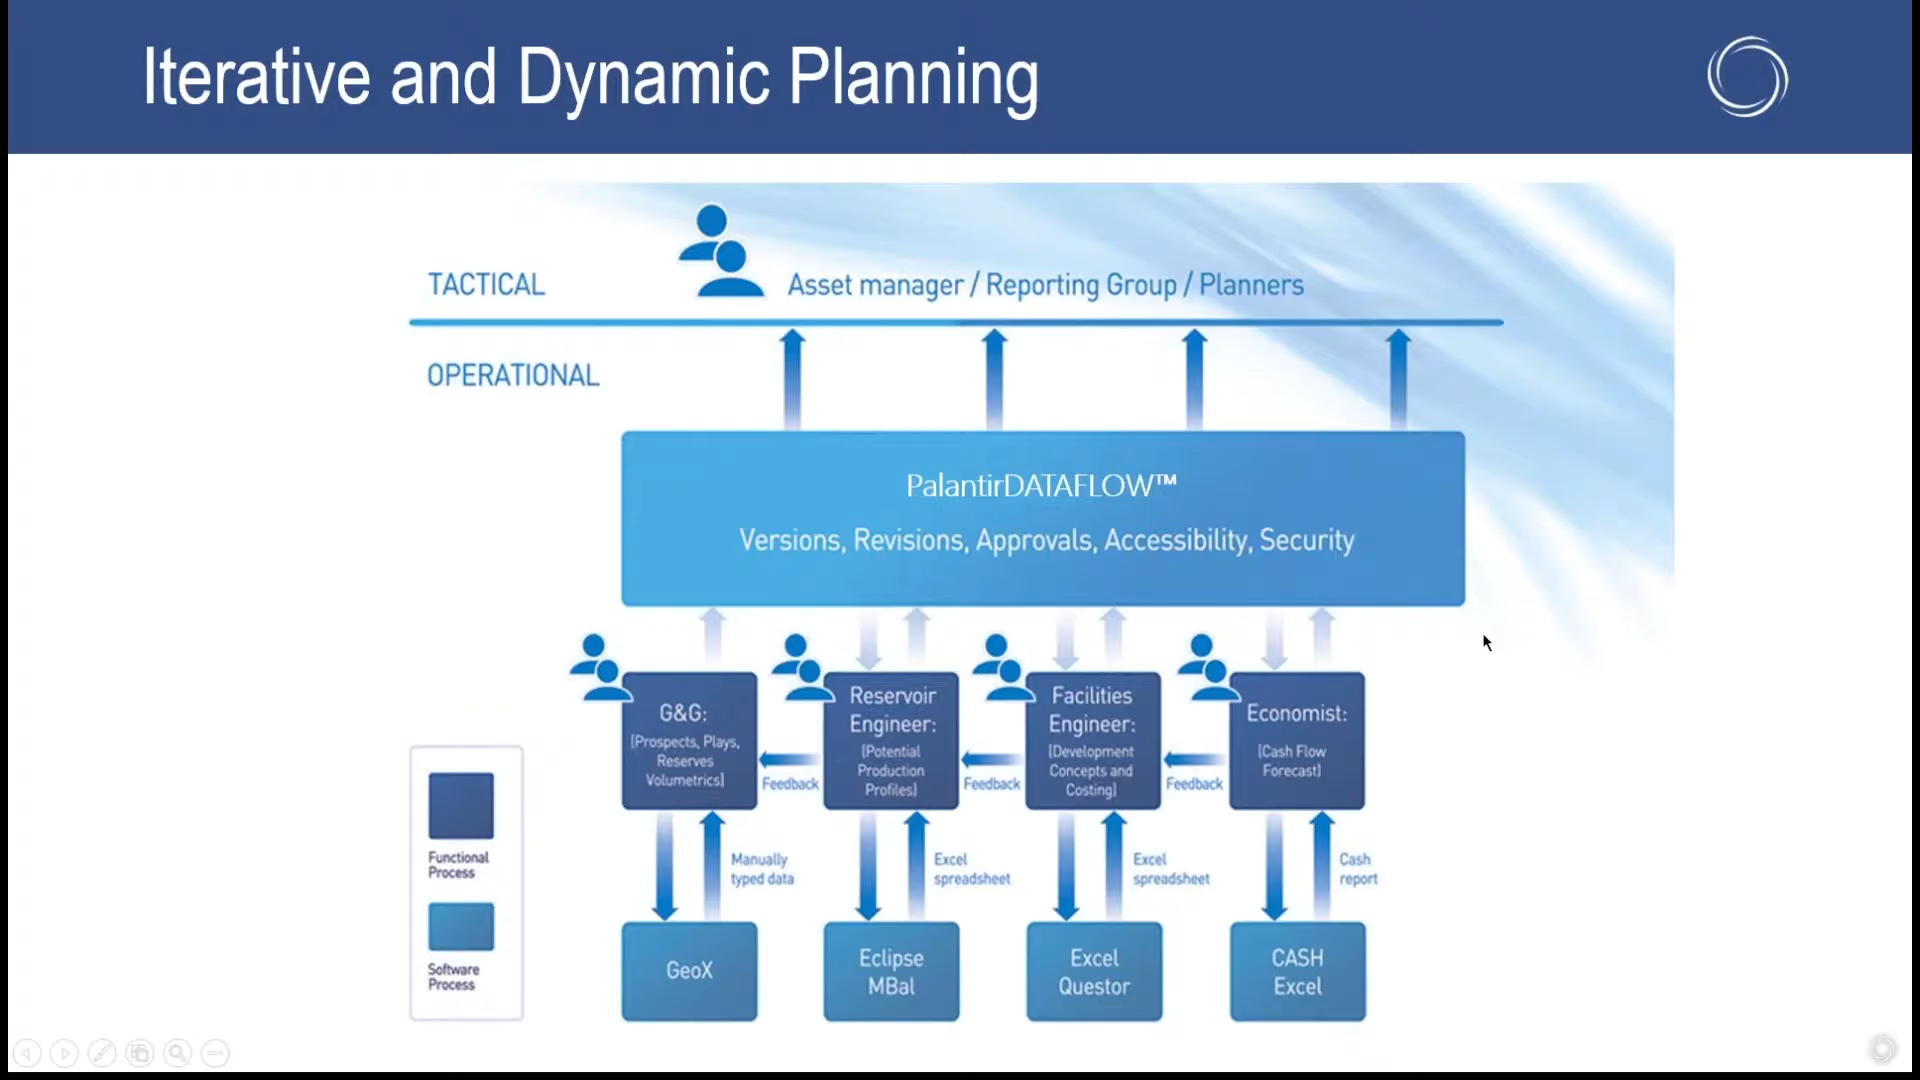 Iterative and Dynamic Planning
TACTICAL
Asset manager / Reporting Group / Planners
OPERATIONAL
PalantirDATAFLOW™
Versions, Revisions, Approvals, Accessibility, Security
G&G:
[Prospects, Plays,
Reserves
Volumetrics]
Feedback
Reservoir
Engineer:
[Potential
Production
Profiles]
Feedback
Facilities
Engineer:
[Development
Concepts and
Costing]
Feedback
Economist:
[Cash Flow
Forecast]
Manually
typed data
Excel
spreadsheet
Excel
spreadsheet
Cash
report
GeoX
Eclipse
MBal
Excel
Questor
CASH
Excel
Functional
Process
Software
Process